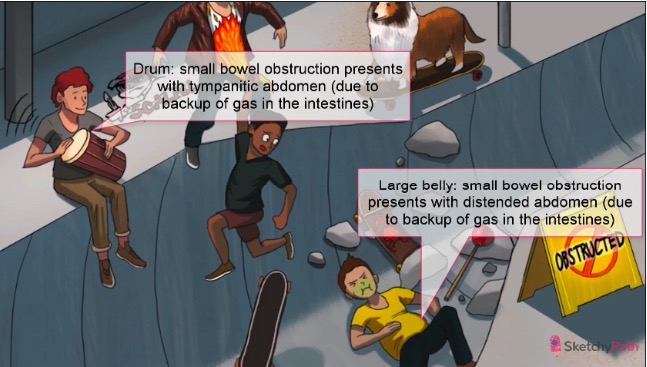 Drum: small bowel obstruction presents
with tympanitic abdomen (due to
backup of gas in the intestines)
Large belly: small bowel obstruction
presents with distended abdomen (due
to backup of gas in the intestines)
OBSTRUCTED
SketchyPath